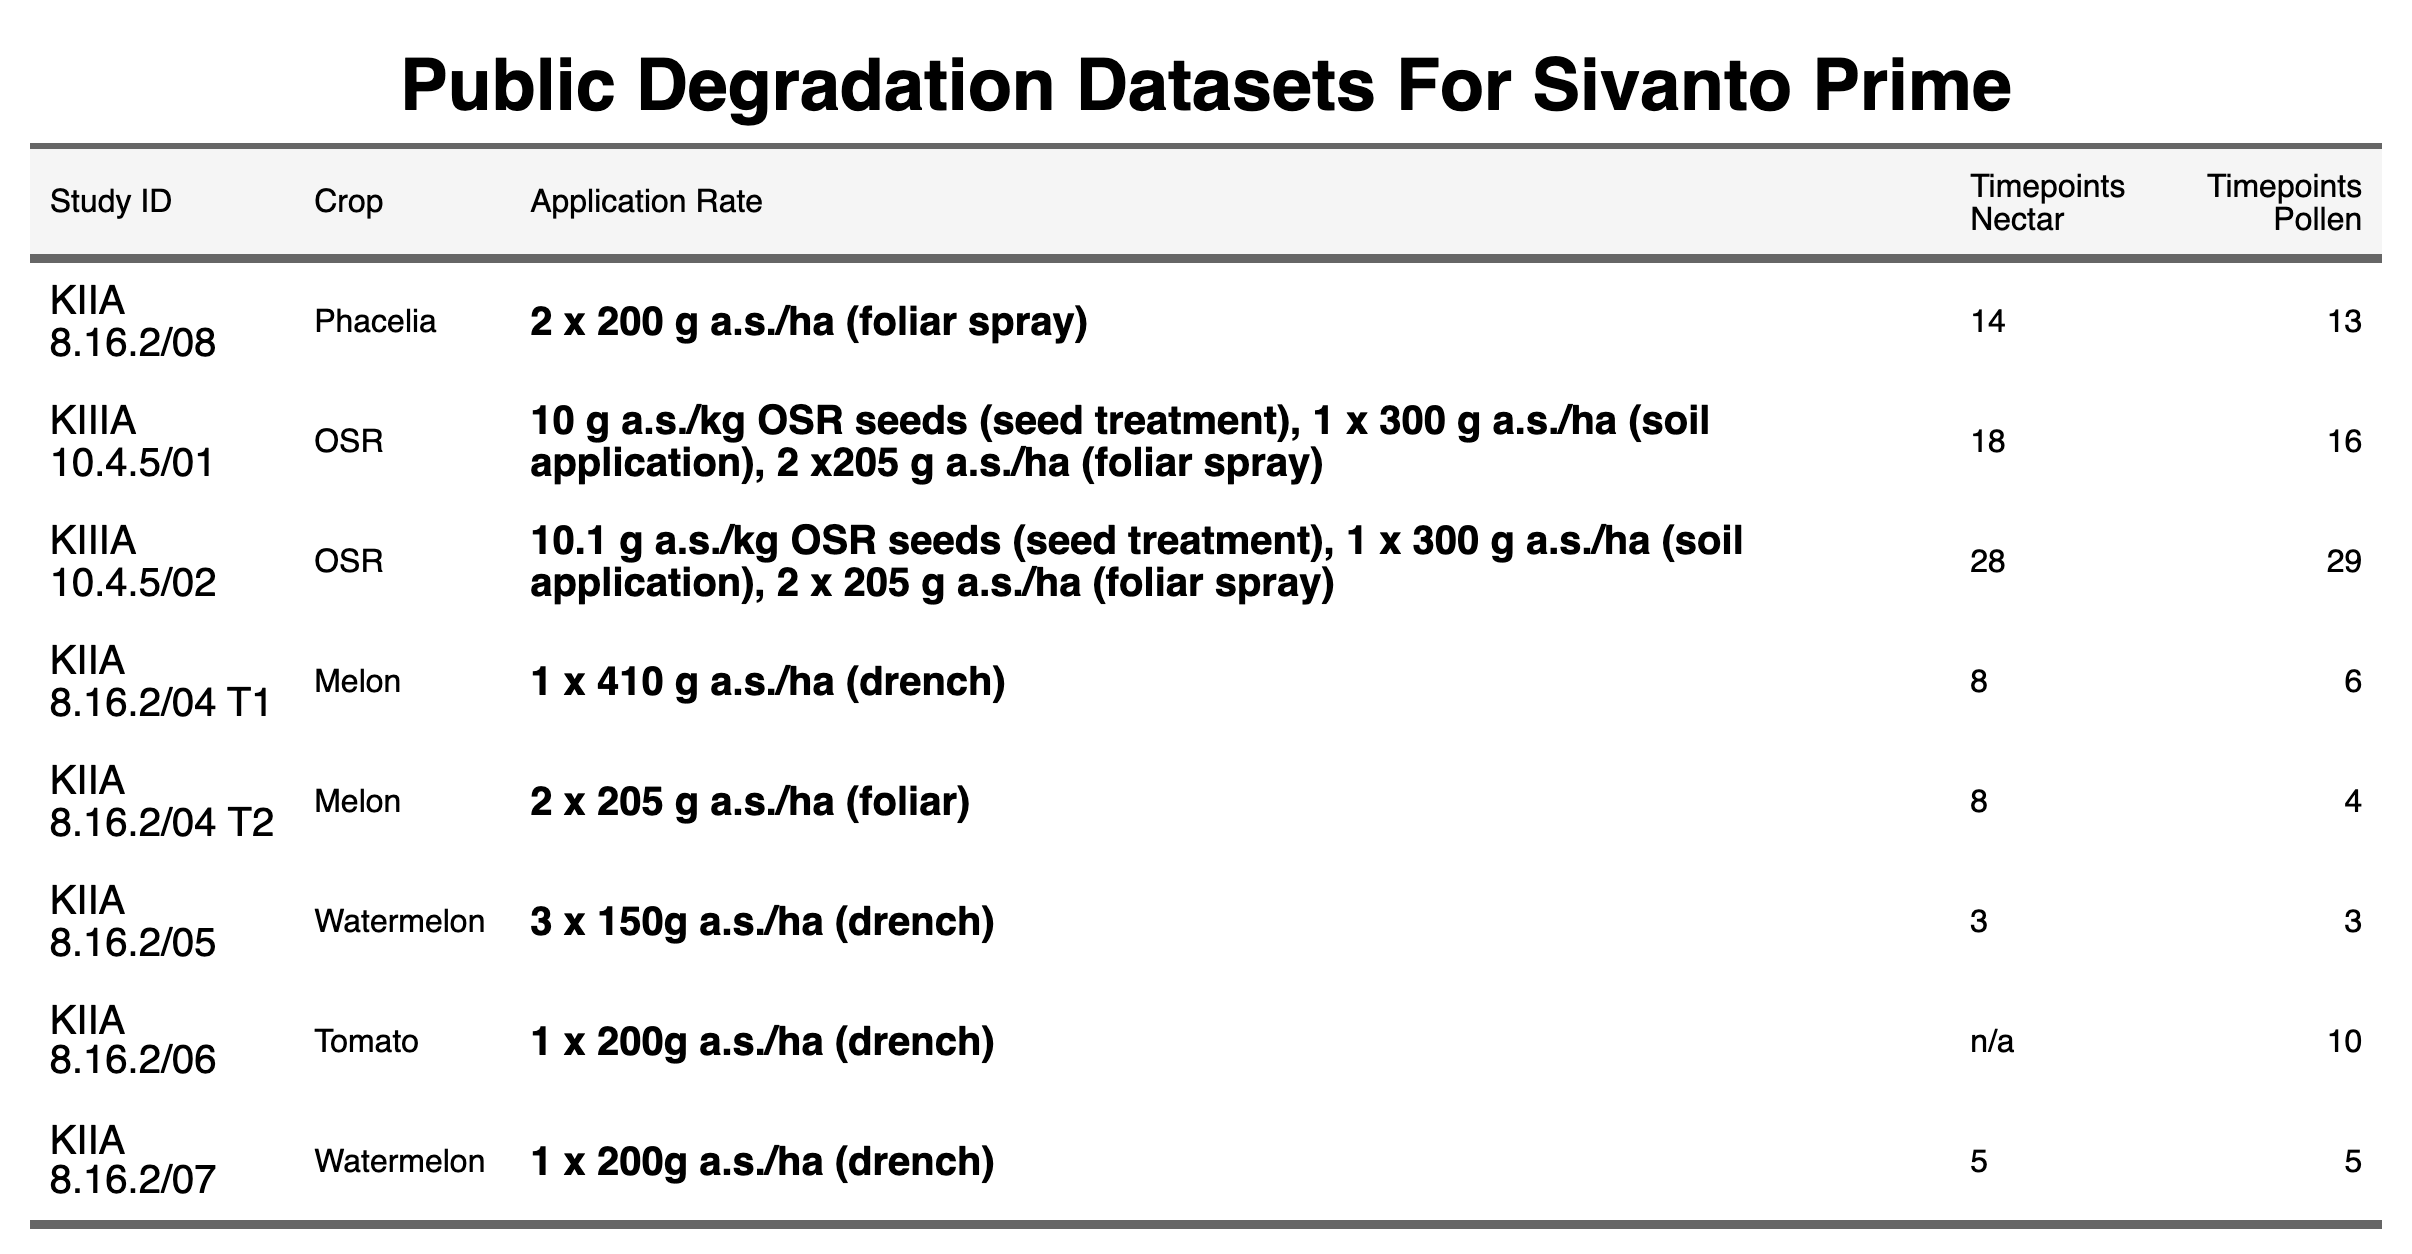 Public Degradation Datasets For Sivanto Prime
Study ID Crop Application Rate Timepoints Nectar Timepoints Pollen
KIIA 8.16.2/08 Phacelia 2 x 200 g a.s./ha (foliar spray) 14 13
KIIIA 10.4.5/01 OSR 10 g a.s./kg OSR seeds (seed treatment), 1 x 300 g a.s./ha (soil application), 2 x205 g a.s./ha (foliar spray) 18 16
KIIIA 10.4.5/02 OSR 10.1 g a.s./kg OSR seeds (seed treatment), 1 x 300 g a.s./ha (soil application), 2 x 205 g a.s./ha (foliar spray) 28 29
KIIA 8.16.2/04 T1 Melon 1 x 410 g a.s./ha (drench) 8 6
KIIA 8.16.2/04 T2 Melon 2 x 205 g a.s./ha (foliar) 8 4
KIIA 8.16.2/05 Watermelon 3 x 150g a.s./ha (drench) 3 3
KIIA 8.16.2/06 Tomato 1 x 200g a.s./ha (drench) n/a 10
KIIA 8.16.2/07 Watermelon 1 x 200g a.s./ha (drench) 5 5